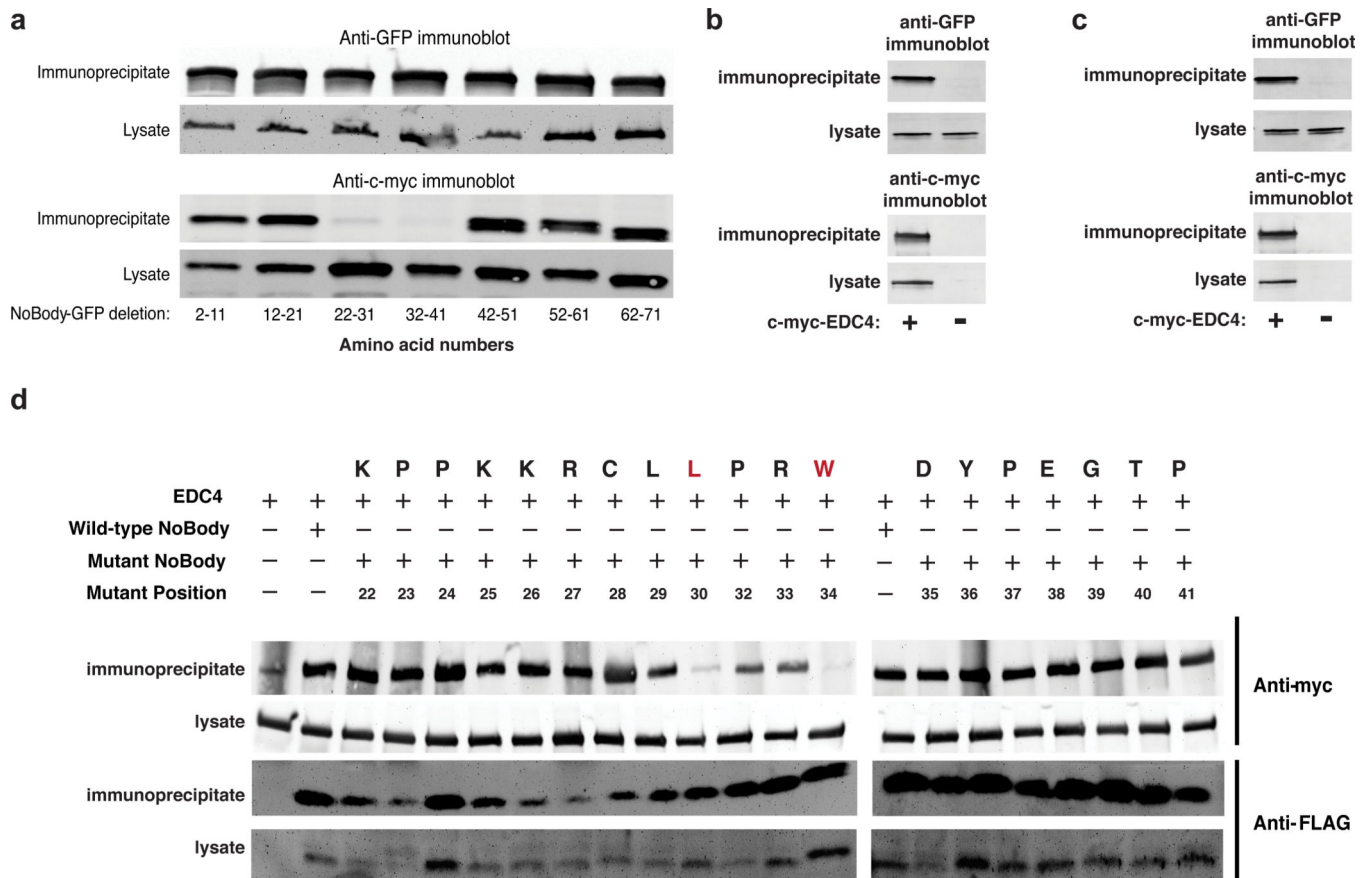 a
Anti-GFP immunoblot
Immunoprecipitate
Lysate
Anti-c-myc immunoblot
Immunoprecipitate
Lysate
NoBody-GFP deletion: 2-11 12-21 22-31 32-41 42-51 52-61 62-71
Amino acid numbers
b
anti-GFP
immunoblot
immunoprecipitate
lysate
anti-c-myc
immunoblot
immunoprecipitate
lysate
c-myc-EDC4: + -
c
anti-GFP
immunoblot
immunoprecipitate
lysate
anti-c-myc
immunoblot
immunoprecipitate
lysate
c-myc-EDC4: + -
d
K P P K K R C L L P R W D Y P E G T P
EDC4 + + + + + + + + + + + + + + + + + + + + + +
Wild-type NoBody − + − − − − − − − − − − − − + − − − − − − −
Mutant NoBody − − + + + + + + + + + + + + − + + + + + + +
Mutant Position − − 22 23 24 25 26 27 28 29 30 32 33 34 − 35 36 37 38 39 40 41
immunoprecipitate
lysate
Anti-myc
immunoprecipitate
lysate
Anti-FLAG